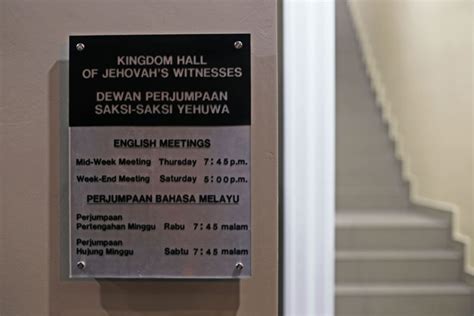 KINGDOM HALL
OF JEHOVAH'S WITNESSES
DEWAN PERJUMPAAN
SAKSI-SAKSI YEHUWA
ENGLISH MEETINGS
Mid-Week Meeting Thursday 7:45 p.m.
Week-End Meeting Saturday 5:00 p.m.
PERJUMPAAN BAHASA MELAYU
Perjumpaan
Pertengahan Minggu Rabu 7:45 malam
Perjumpaan
Hujung Minggu Sabtu 7:45 malam